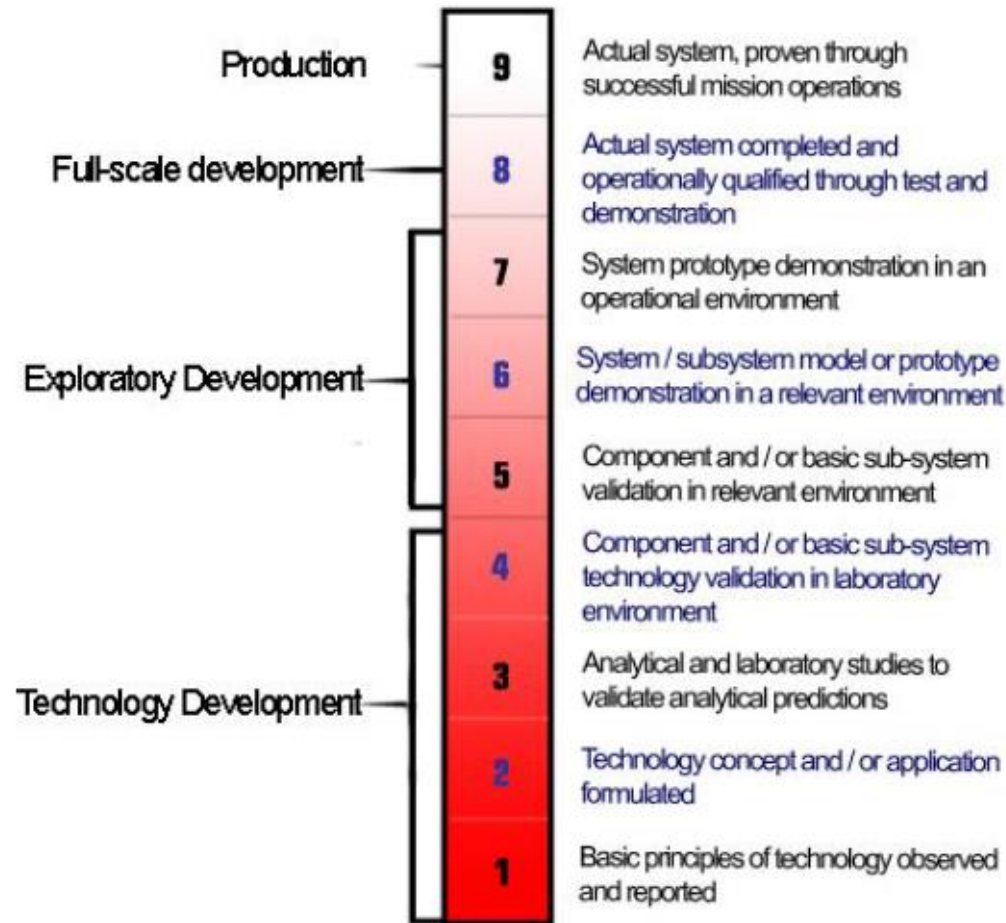 Production
9
Actual system, proven through
successful mission operations
Full-scale development
8
Actual system completed and
operationally qualified through test and
demonstration
7
System prototype demonstration in an
operational environment
Exploratory Development
6
System / subsystem model or prototype
demonstration in a relevant environment
5
Component and / or basic sub-system
validation in relevant environment
4
Component and / or basic sub-system
technology validation in laboratory
environment
Technology Development
3
Analytical and laboratory studies to
validate analytical predictions
2
Technology concept and / or application
formulated
1
Basic principles of technology observed
and reported